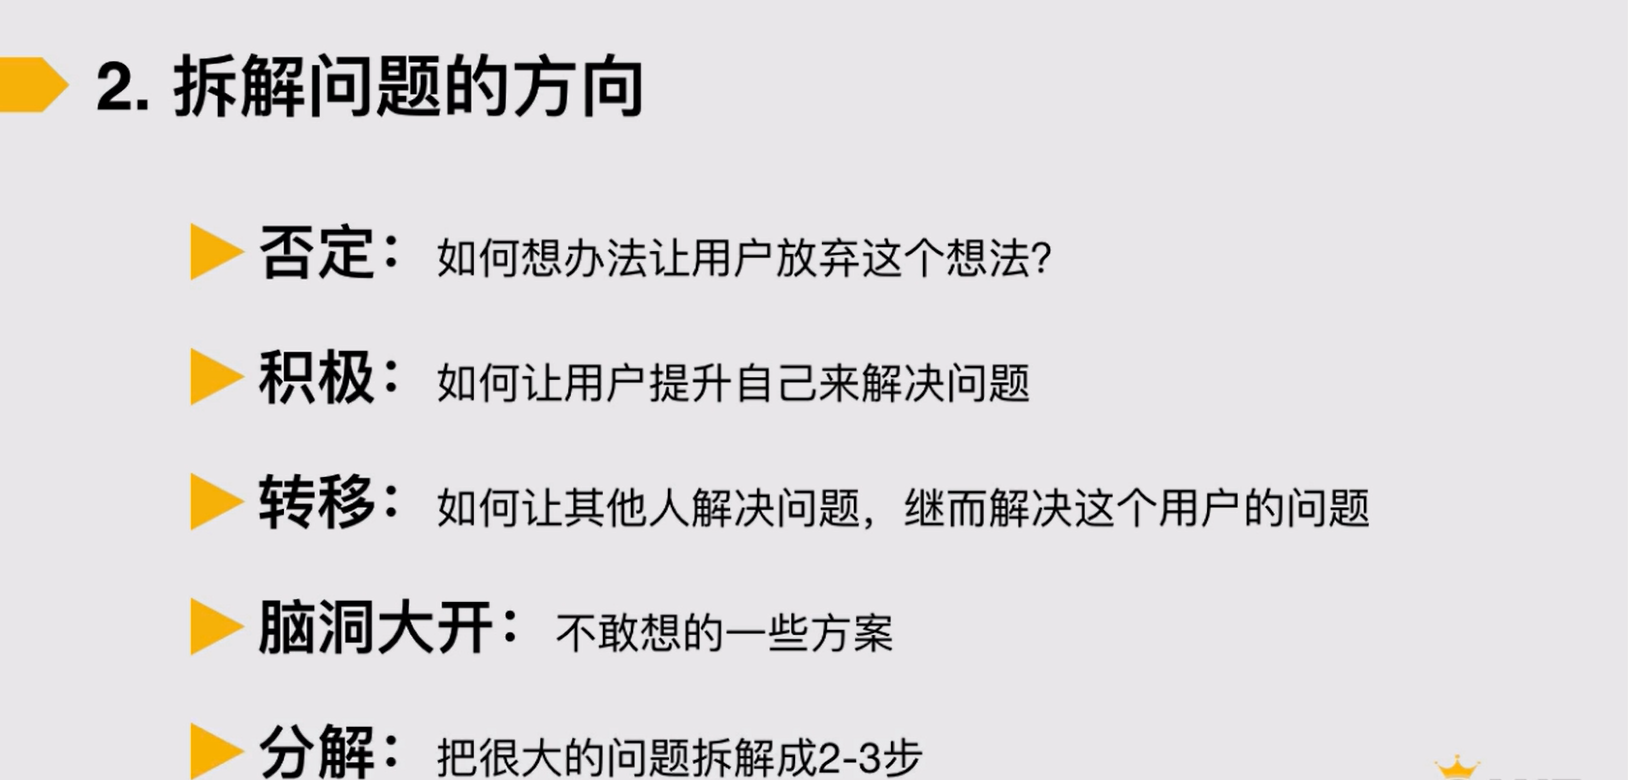 2. 拆解问题的方向
否定：如何想办法让用户放弃这个想法?
积极：如何让用户提升自己来解决问题
转移：如何让其他人解决问题，继而解决这个用户的问题
脑洞大开：不敢想的一些方案
分解：把很大的问题拆解成2-3步